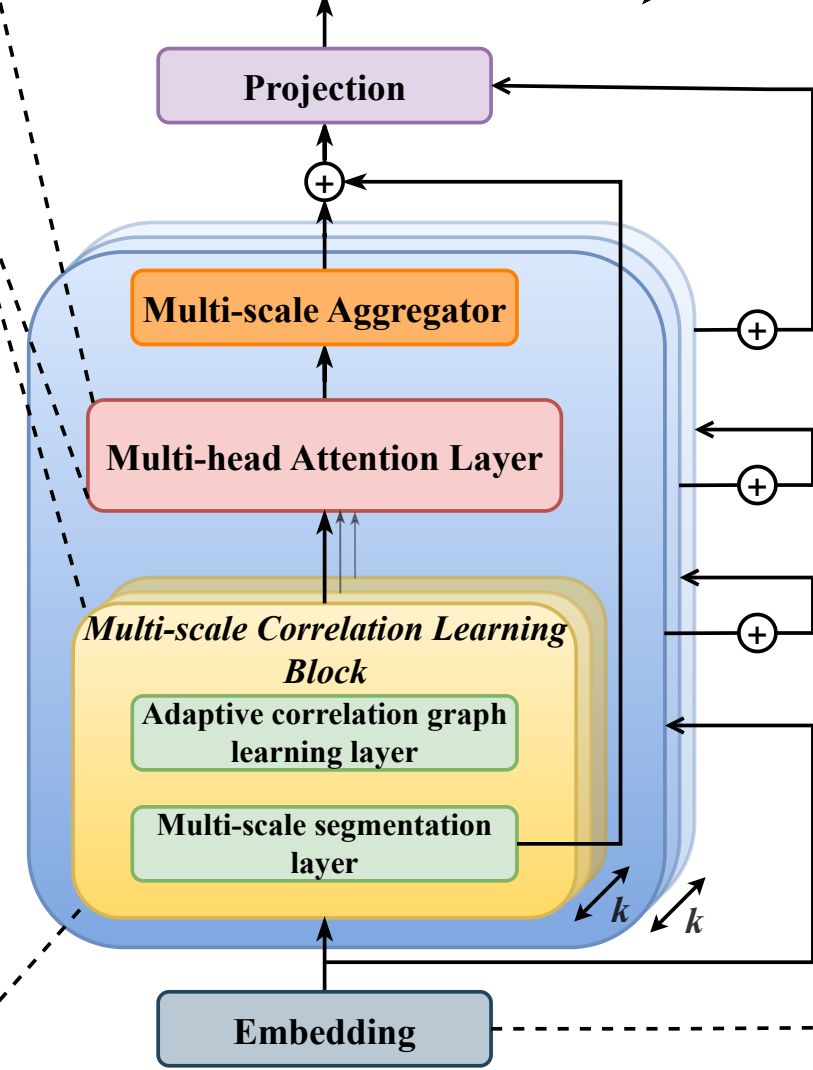 Projection
+
Multi-scale Aggregator
+
Multi-head Attention Layer
+
Multi-scale Correlation Learning
Block
+
Adaptive correlation graph
learning layer
Multi-scale segmentation
layer
k
k
Embedding